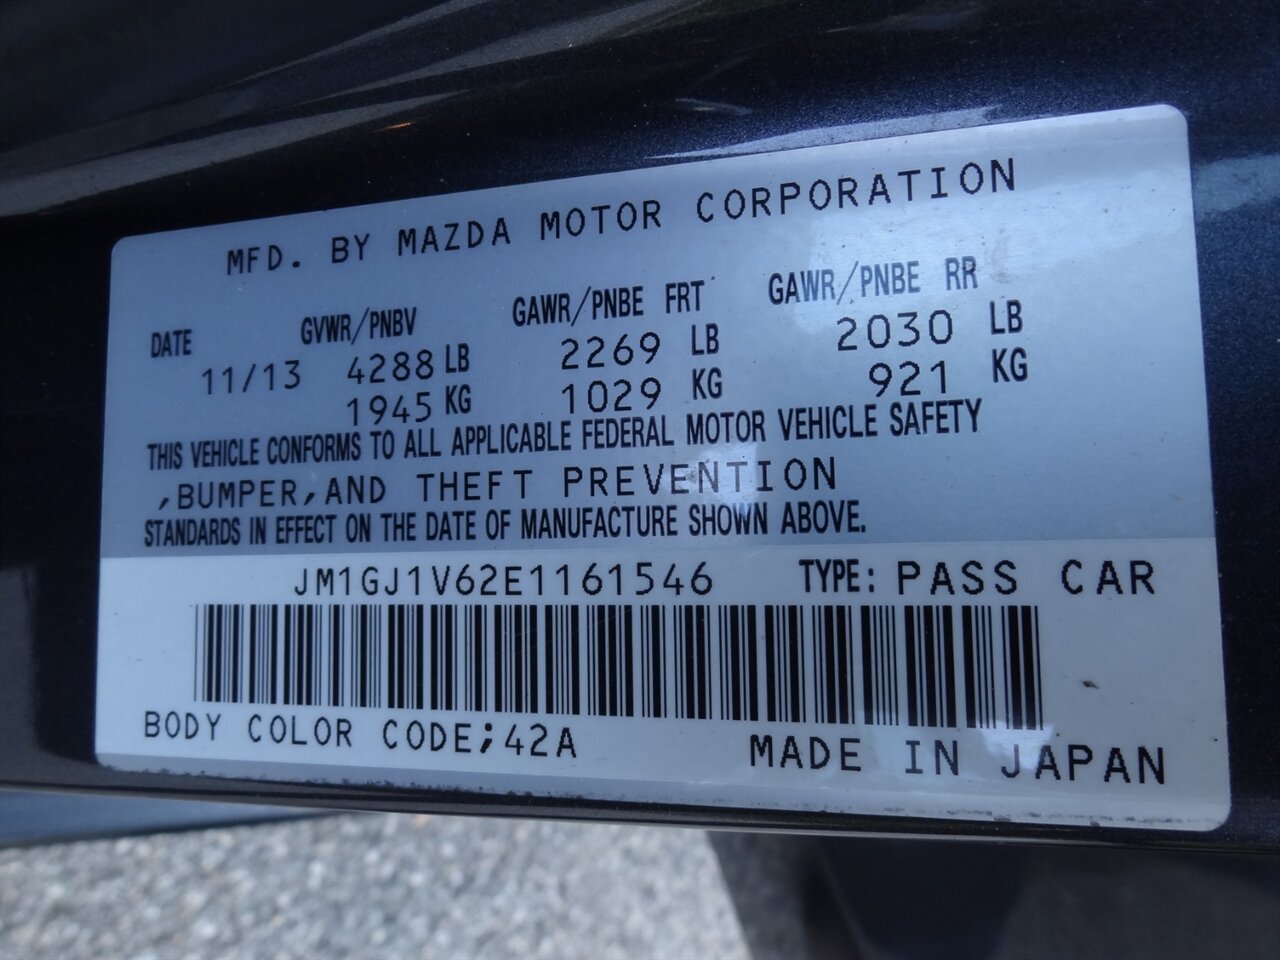 MFD. BY MAZDA MOTOR CORPORATION
DATE GVWR/PNBV GAWR/PNBE FRT GAWR/PNBE RR
11/13 4288 LB 2269 LB 2030 LB
1945 KG 1029 KG 921 KG
THIS VEHICLE CONFORMS TO ALL APPLICABLE FEDERAL MOTOR VEHICLE SAFETY
,BUMPER,AND THEFT PREVENTION
STANDARDS IN EFFECT ON THE DATE OF MANUFACTURE SHOWN ABOVE.
JM1GJ1V62E1161546 TYPE: PASS CAR
BODY COLOR CODE;42A MADE IN JAPAN